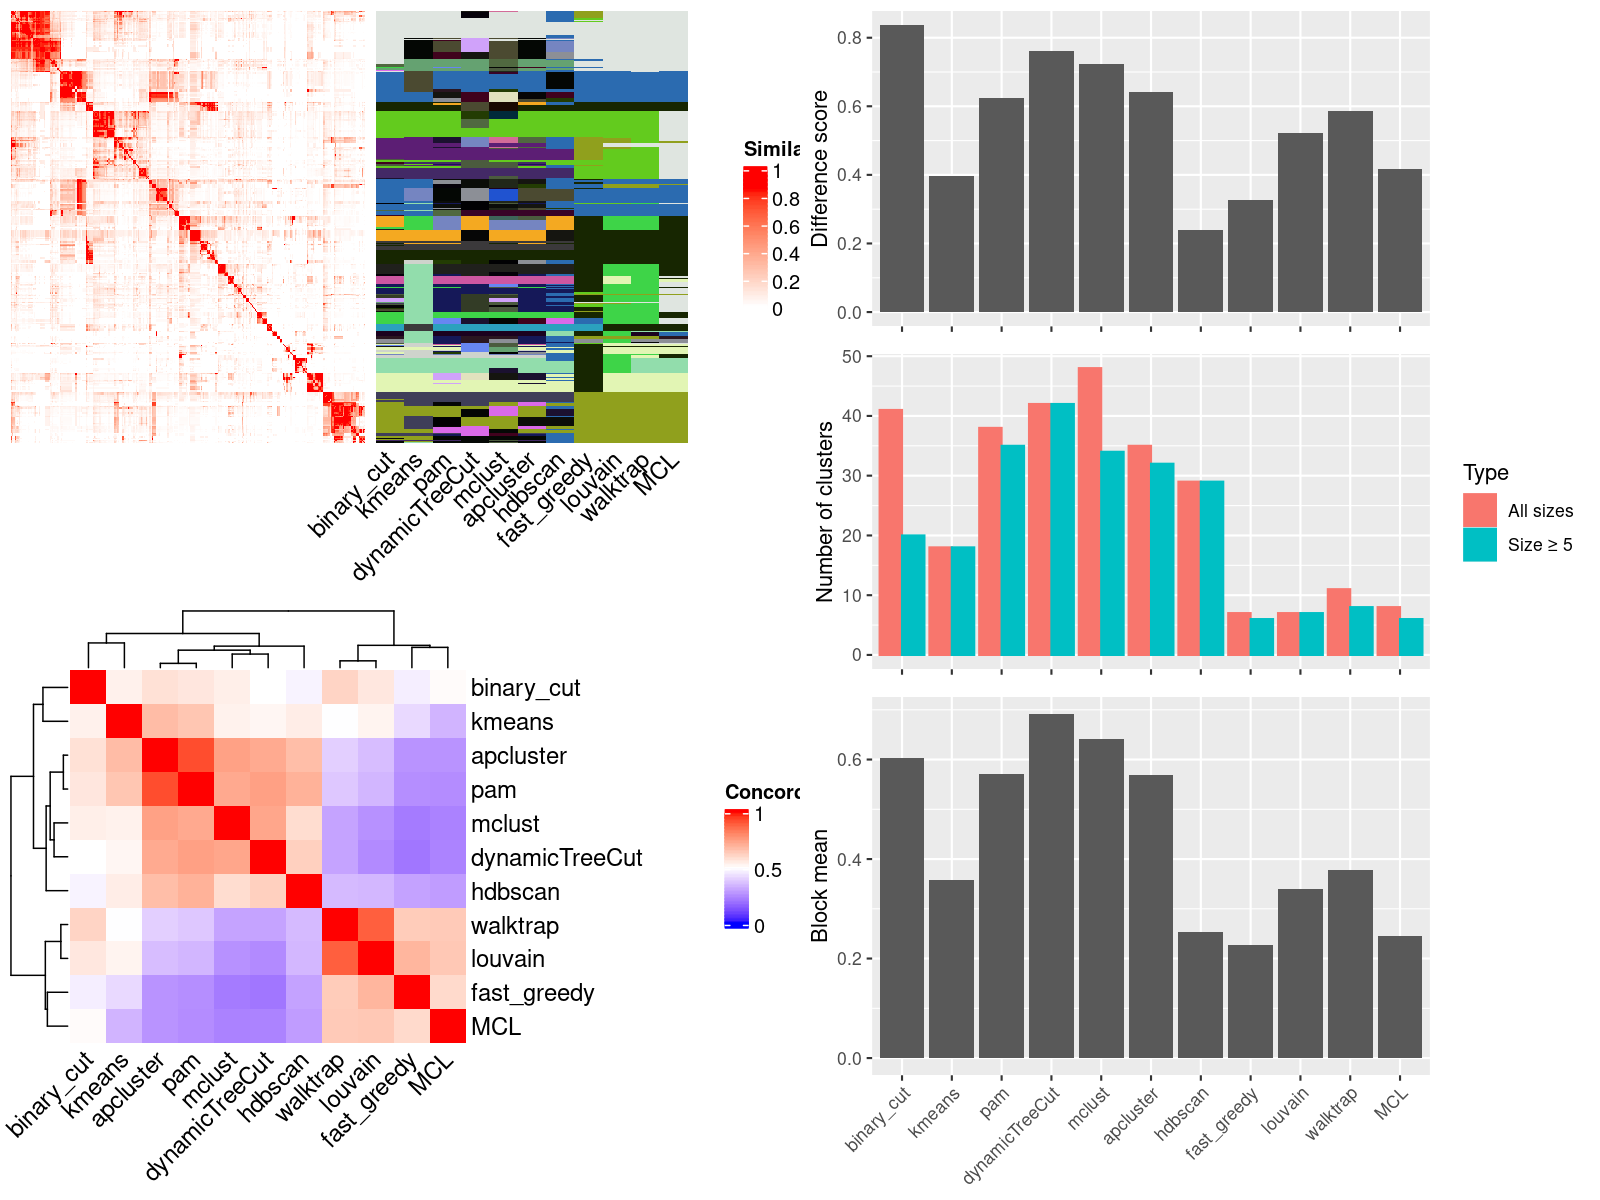 Simila
1
0.8
0.6
0.4
0.2
0
binary_cut
kmeans
pam
dynamicTreeCut
mclust
apcluster
hdbscan
fast_greedy
louvain
walktrap
MCL
Difference score
0.8
0.6
0.4
0.2
0.0
Number of clusters
50
40
30
20
10
0
Type
All sizes
Size ≥ 5
binary_cut
kmeans
apcluster
pam
mclust
dynamicTreeCut
hdbscan
walktrap
louvain
fast_greedy
MCL
binary_cut
kmeans
apcluster
pam
mclust
dynamicTreeCut
hdbscan
walktrap
louvain
fast_greedy
MCL
Concord
1
0.5
0
Block mean
0.6
0.4
0.2
0.0
binary_cut
kmeans
pam
dynamicTreeCut
mclust
apcluster
hdbscan
fast_greedy
louvain
walktrap
MCL